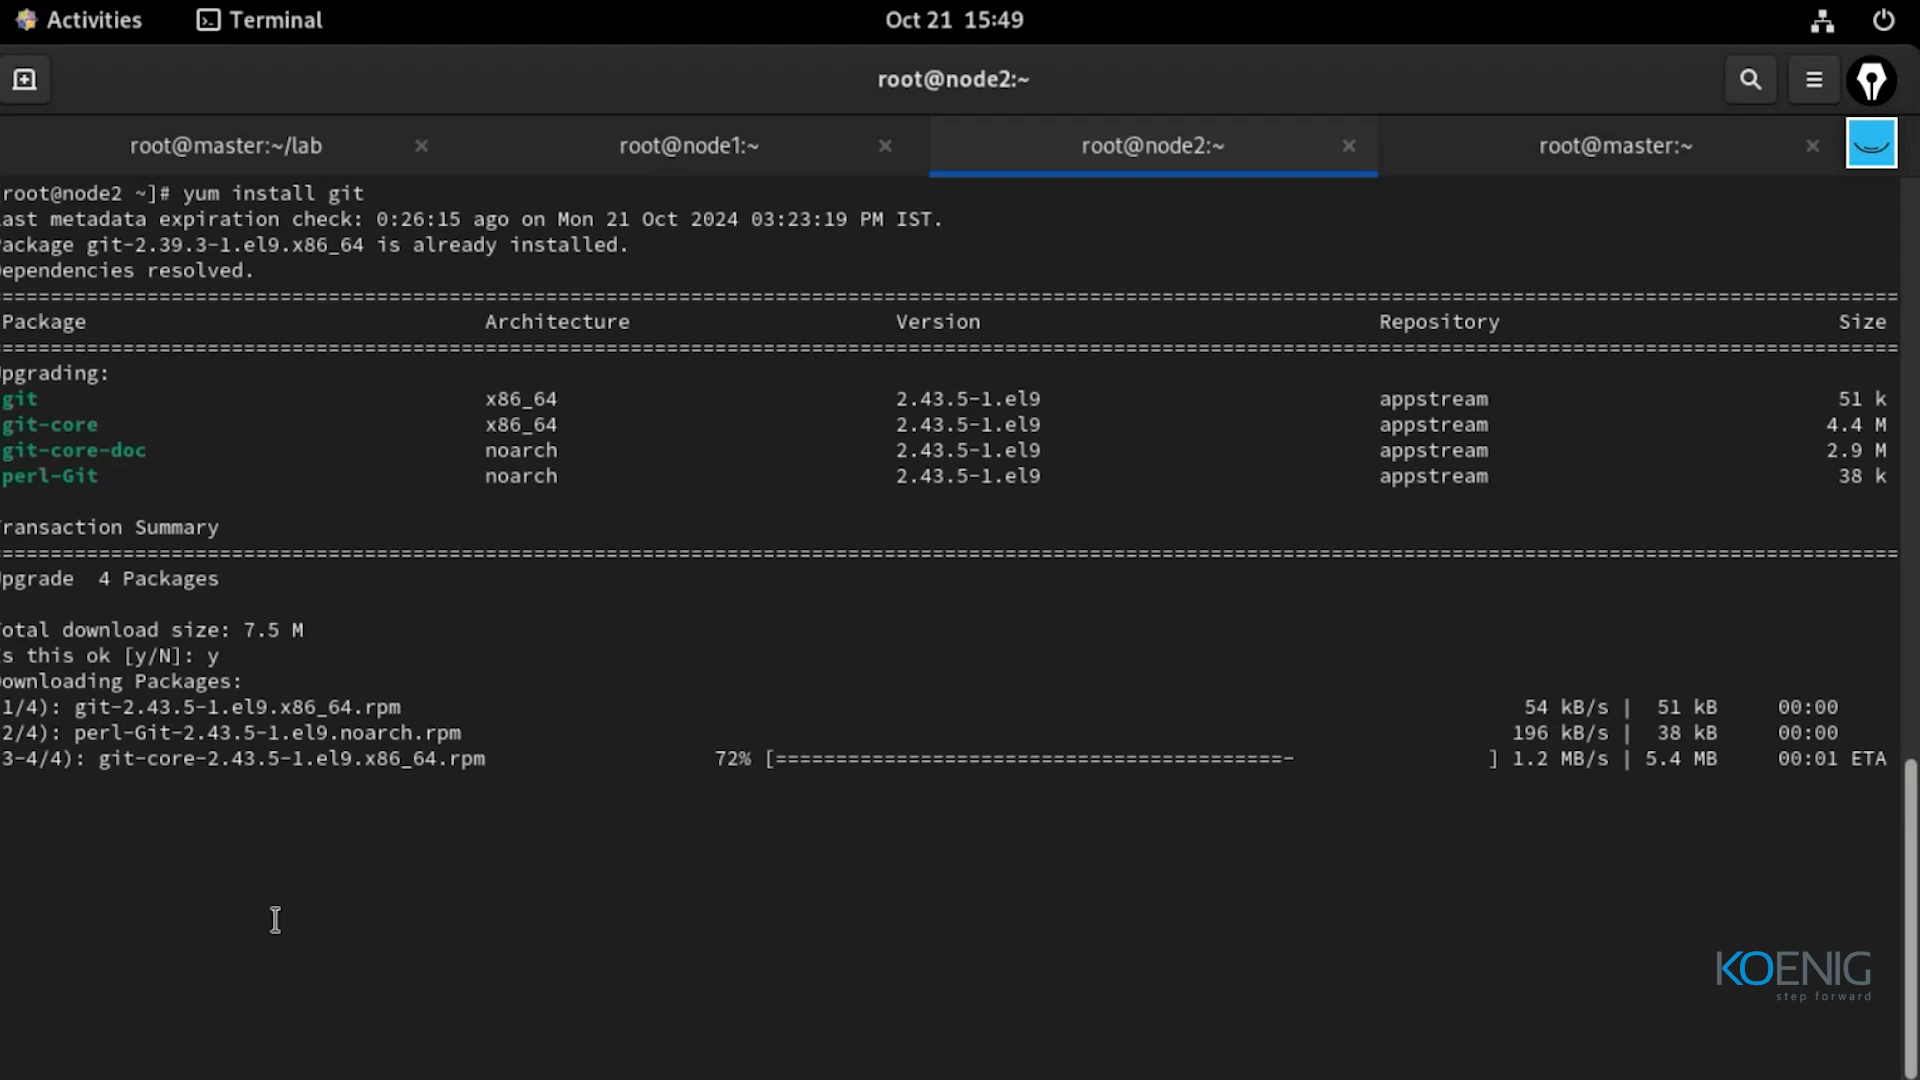 Activities Terminal Oct 21 15:49
root@node2:~
root@master:~/lab × root@node1:~ × root@node2:~ × root@master:~ ×
root@node2 ~]# yum install git
ast metadata expiration check: 0:26:15 ago on Mon 21 Oct 2024 03:23:19 PM IST.
ackage git-2.39.3-1.el9.x86_64 is already installed.
ependencies resolved.
================================================================================
Package Architecture Version Repository Size
================================================================================
pgrading:
git x86_64 2.43.5-1.el9 appstream 51 k
git-core x86_64 2.43.5-1.el9 appstream 4.4 M
git-core-doc noarch 2.43.5-1.el9 appstream 2.9 M
perl-Git noarch 2.43.5-1.el9 appstream 38 k
ransaction Summary
================================================================================
pgrade 4 Packages
otal download size: 7.5 M
s this ok [y/N]: y
ownloading Packages:
1/4): git-2.43.5-1.el9.x86_64.rpm 54 kB/s | 51 kB 00:00
2/4): perl-Git-2.43.5-1.el9.noarch.rpm 196 kB/s | 38 kB 00:00
3-4/4): git-core-2.43.5-1.el9.x86_64.rpm 72% [==========================================- ] 1.2 MB/s | 5.4 MB 00:01 ETA
KOENIG
step forward